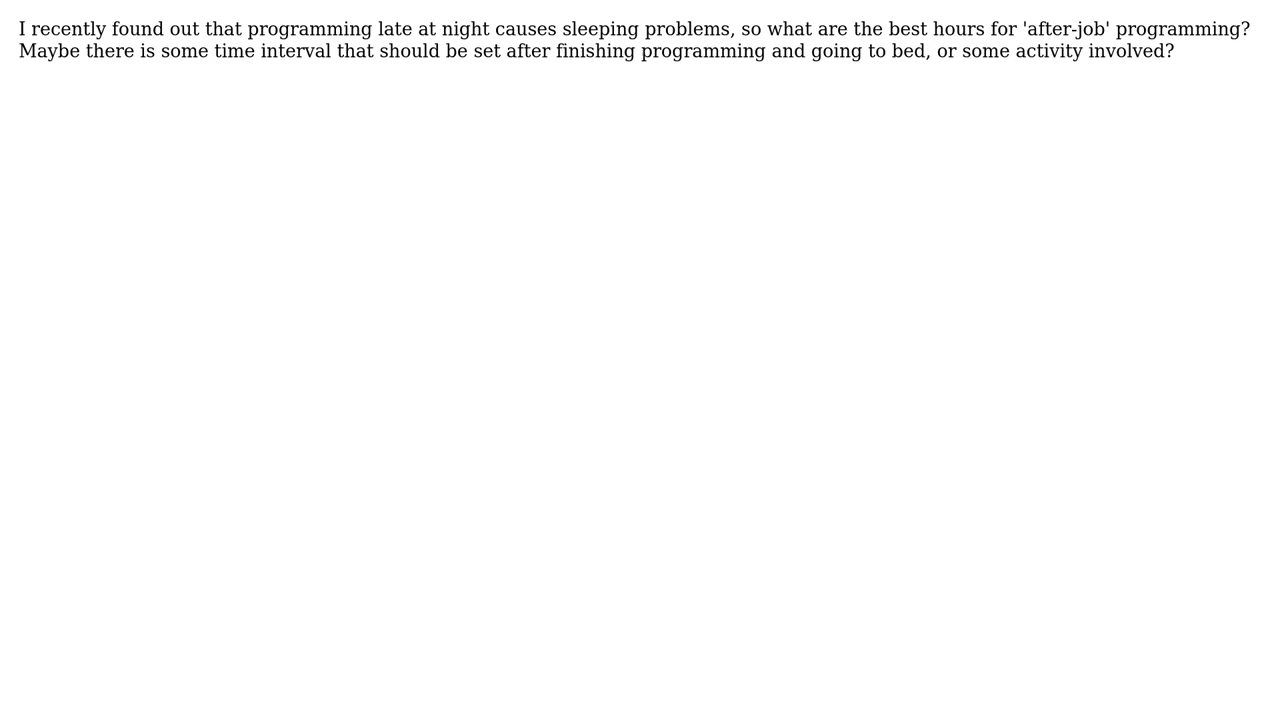 I recently found out that programming late at night causes sleeping problems, so what are the best hours for 'after-job' programming?
Maybe there is some time interval that should be set after finishing programming and going to bed, or some activity involved?